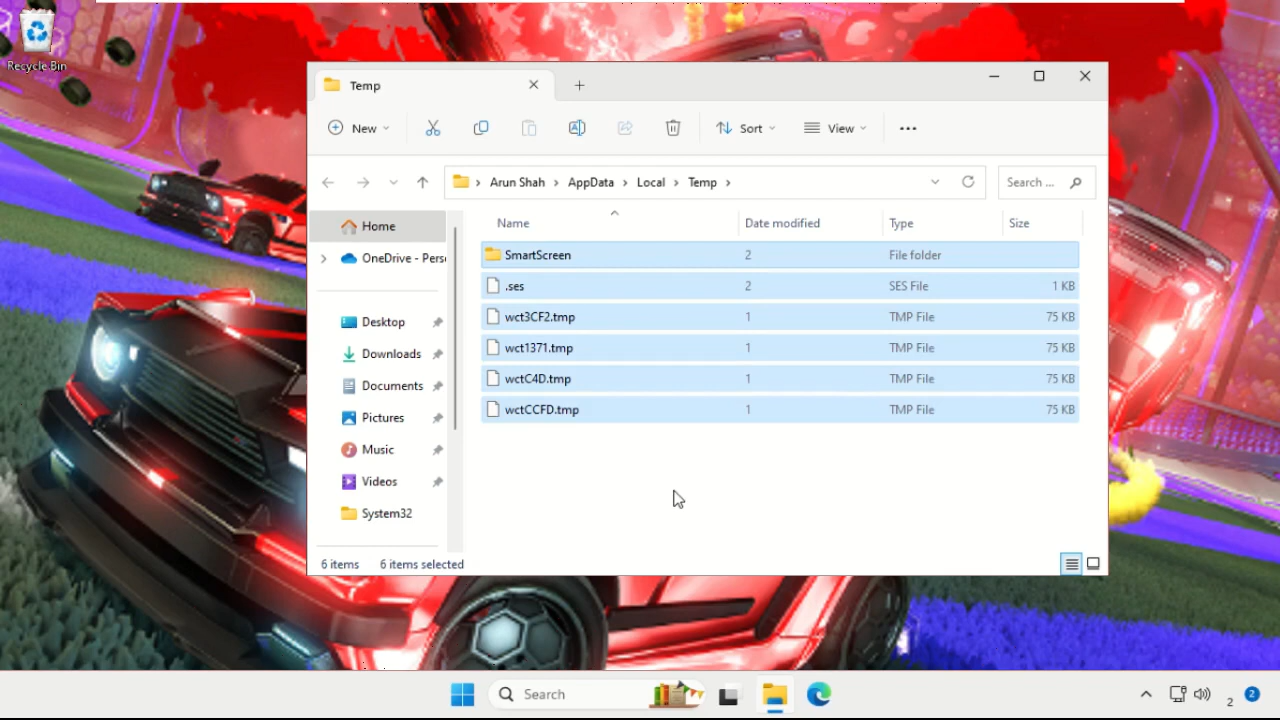 Recycle Bin
Temp
New
Sort
View
Arun Shah
AppData
Local
Temp
Search ...
Name
Date modified
Type
Size
Home
OneDrive - Pers
Desktop
Downloads
Documents
Pictures
Music
Videos
System32
SmartScreen 2 File folder
.ses 2 SES File 1 KB
wct3CF2.tmp 1 TMP File 75 KB
wct1371.tmp 1 TMP File 75 KB
wctC4D.tmp 1 TMP File 75 KB
wctCCFD.tmp 1 TMP File 75 KB
6 items 6 items selected
Search
2
2